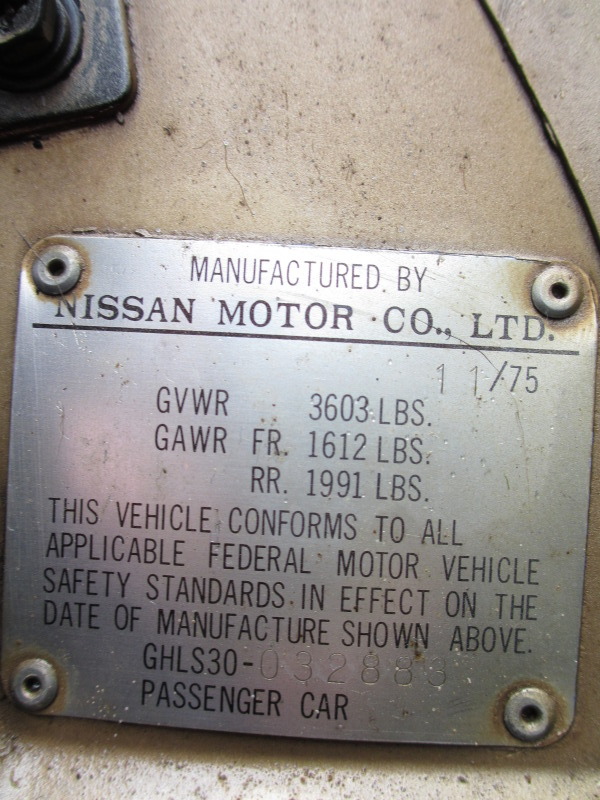 MANUFACTURED BY
NISSAN MOTOR CO., LTD.
11/75
GVWR 3603 LBS.
GAWR FR. 1612 LBS.
RR. 1991 LBS.
THIS VEHICLE CONFORMS TO ALL
APPLICABLE FEDERAL MOTOR VEHICLE
SAFETY STANDARDS IN EFFECT ON THE
DATE OF MANUFACTURE SHOWN ABOVE.
GHLS30-032883
PASSENGER CAR